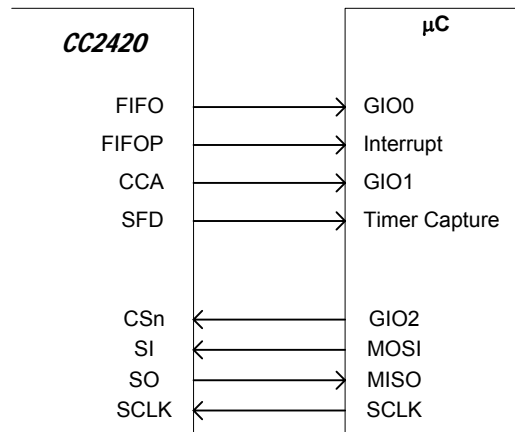 CC2420 μC
FIFO GIO0
FIFOP Interrupt
CCA GIO1
SFD Timer Capture
CSn GIO2
SI MOSI
SO MISO
SCLK SCLK